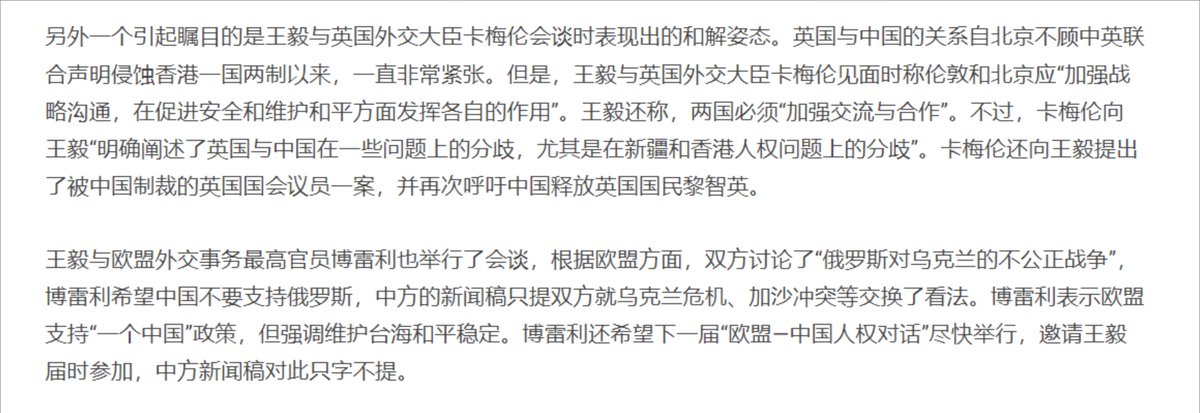 另外一个引起瞩目的是王毅与英国外交大臣卡梅伦会谈时表现出的和解姿态。英国与中国的关系自北京不顾中英联
合声明侵蚀香港一国两制以来，一直非常紧张。但是，王毅与英国外交大臣卡梅伦见面时称伦敦和北京应“加强战
略沟通，在促进安全和维护和平方面发挥各自的作用”。王毅还称，两国必须“加强交流与合作”。不过，卡梅伦向
王毅“明确阐述了英国与中国在一些问题上的分歧，尤其是在新疆和香港人权问题上的分歧”。卡梅伦还向王毅提出
了被中国制裁的英国国会议员一案，并再次呼吁中国释放英国国民黎智英。
王毅与欧盟外交事务最高官员博雷利也举行了会谈，根据欧盟方面，双方讨论了“俄罗斯对乌克兰的不公正战争”，
博雷利希望中国不要支持俄罗斯，中方的新闻稿只提双方就乌克兰危机、加沙冲突等交换了看法。博雷利表示欧盟
支持“一个中国”政策，但强调维护台海和平稳定。博雷利还希望下一届“欧盟—中国人权对话”尽快举行，邀请王毅
届时参加，中方新闻稿对此只字不提。